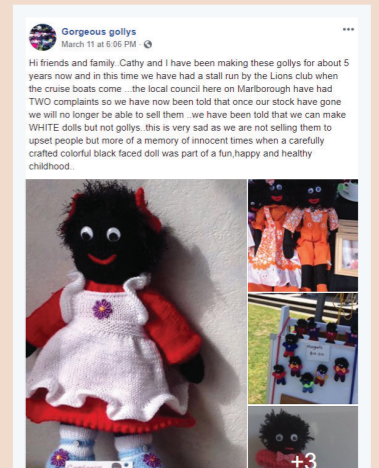 Gorgeous gollys
March 11 at 6:06 PM ·
Hi friends and family..Cathy and I have been making these gollys for about 5
years now and in this time we have had a stall run by the Lions club when
the cruise boats come ...the local council here on Marlborough have had
TWO complaints so we have now been told that once our stock have gone
we will no longer be able to sell them ..we have been told that we can make
WHITE dolls but not gollys..this is very sad as we are not selling them to
upset people but more of a memory of innocent times when a carefully
crafted colorful black faced doll was part of a fun,happy and healthy
childhood..
+3